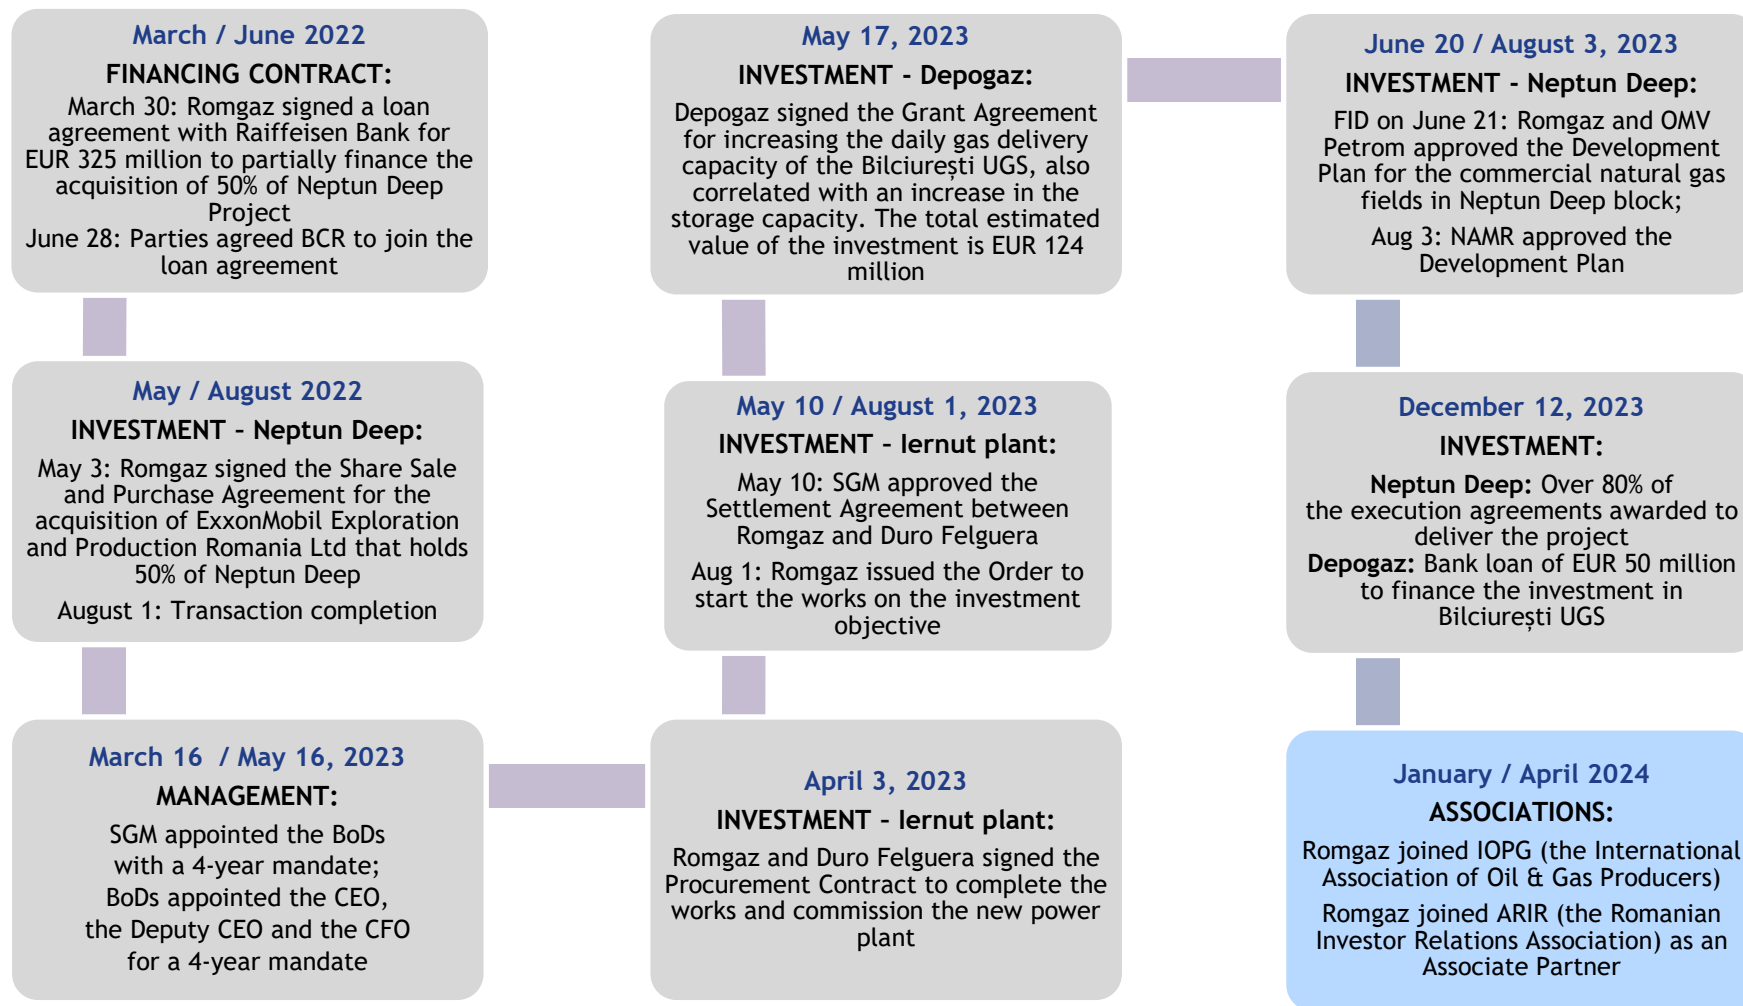 March / June 2022
FINANCING CONTRACT:
March 30: Romgaz signed a loan
agreement with Raiffeisen Bank for
EUR 325 million to partially finance the
acquisition of 50% of Neptun Deep
Project
June 28: Parties agreed BCR to join the
loan agreement
May / August 2022
INVESTMENT – Neptun Deep:
May 3: Romgaz signed the Share Sale
and Purchase Agreement for the
acquisition of ExxonMobil Exploration
and Production Romania Ltd that holds
50% of Neptun Deep
August 1: Transaction completion
March 16 / May 16, 2023
MANAGEMENT:
SGM appointed the BoDs
with a 4-year mandate;
BoDs appointed the CEO,
the Deputy CEO and the CFO
for a 4-year mandate
April 3, 2023
INVESTMENT – Iernut plant:
Romgaz and Duro Felguera signed the
Procurement Contract to complete the
works and commission the new power
plant
May 10 / August 1, 2023
INVESTMENT – Iernut plant:
May 10: SGM approved the
Settlement Agreement between
Romgaz and Duro Felguera
Aug 1: Romgaz issued the Order to
start the works on the investment
objective
May 17, 2023
INVESTMENT - Depogaz:
Depogaz signed the Grant Agreement
for increasing the daily gas delivery
capacity of the Bilciurești UGS, also
correlated with an increase in the
storage capacity. The total estimated
value of the investment is EUR 124
million
June 20 / August 3, 2023
INVESTMENT - Neptun Deep:
FID on June 21: Romgaz and OMV
Petrom approved the Development
Plan for the commercial natural gas
fields in Neptun Deep block;
Aug 3: NAMR approved the
Development Plan
December 12, 2023
INVESTMENT:
Neptun Deep: Over 80% of
the execution agreements awarded to
deliver the project
Depogaz: Bank loan of EUR 50 million
to finance the investment in
Bilciurești UGS
January / April 2024
ASSOCIATIONS:
Romgaz joined IOPG (the International
Association of Oil & Gas Producers)
Romgaz joined ARIR (the Romanian
Investor Relations Association) as an
Associate Partner